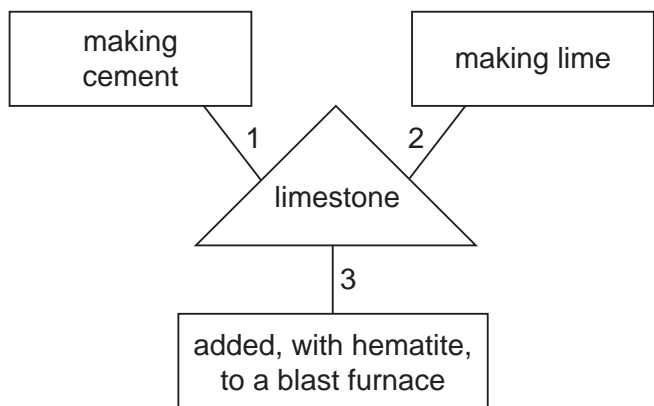 making
cement
making lime
1
2
limestone
3
added, with hematite,
to a blast furnace